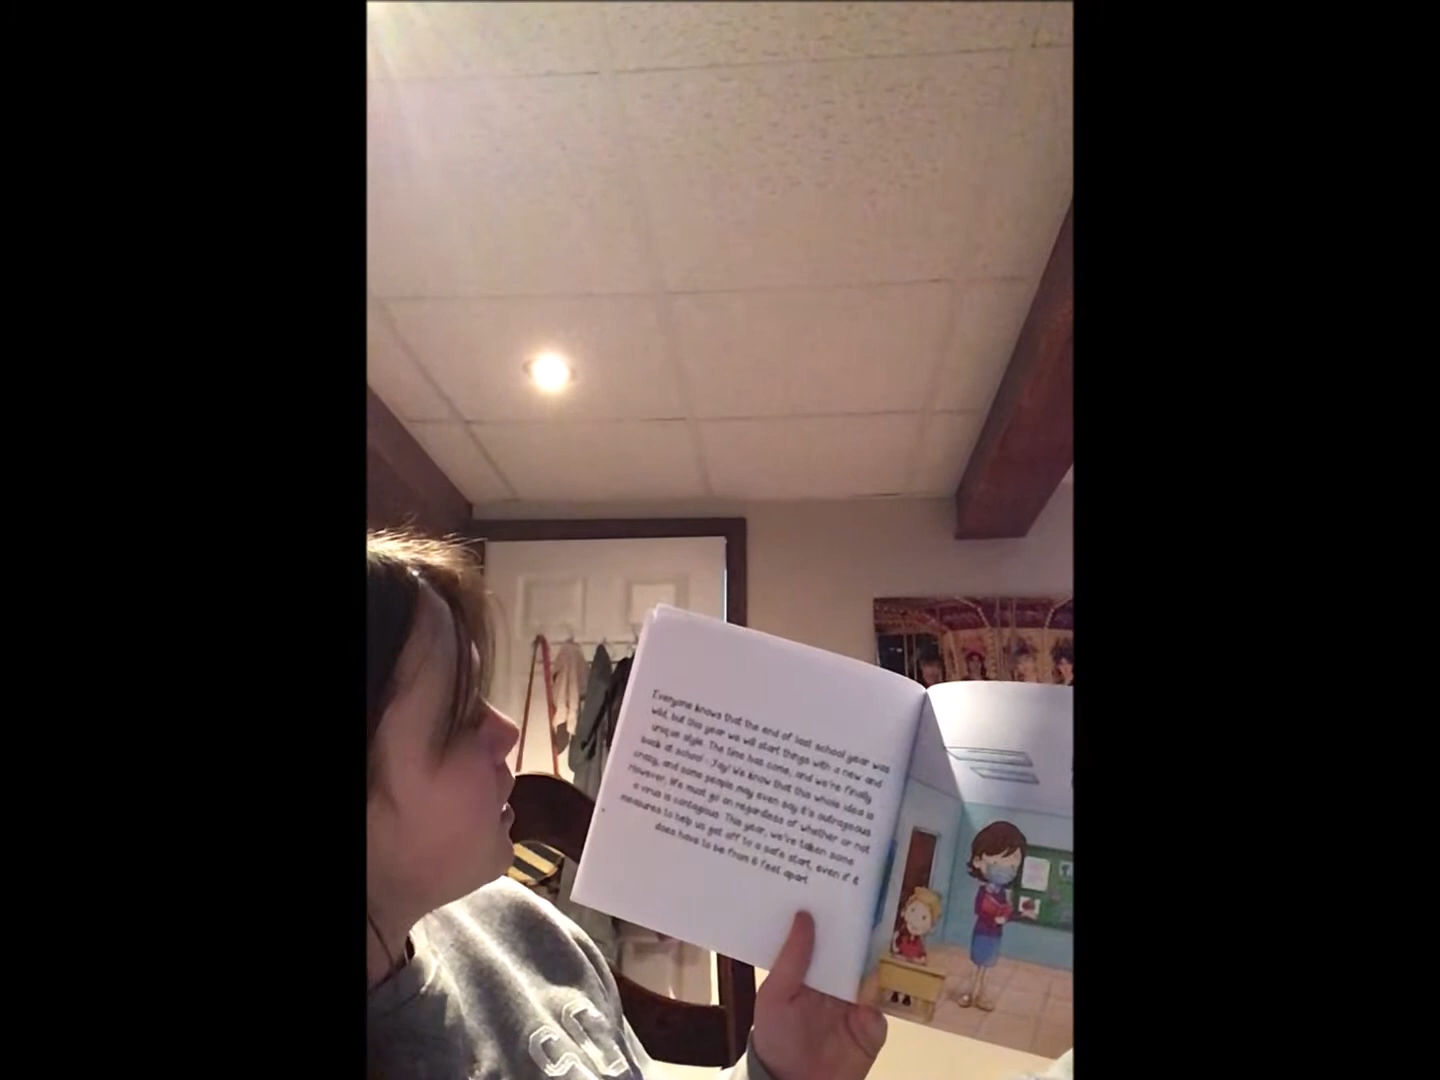 Everyone knows that the end of last school year was
wild, but this year we will start things with a new and
unique style. The time has come, and we're finally
back at school - Yay! We know that this whole idea is
crazy, and some people may even say it's outrageous.
However, life must go on regardless of whether or not
a virus is contagious. This year, we've taken some
measures to help us get off to a safe start, even if it
does have to be from 6 feet apart.